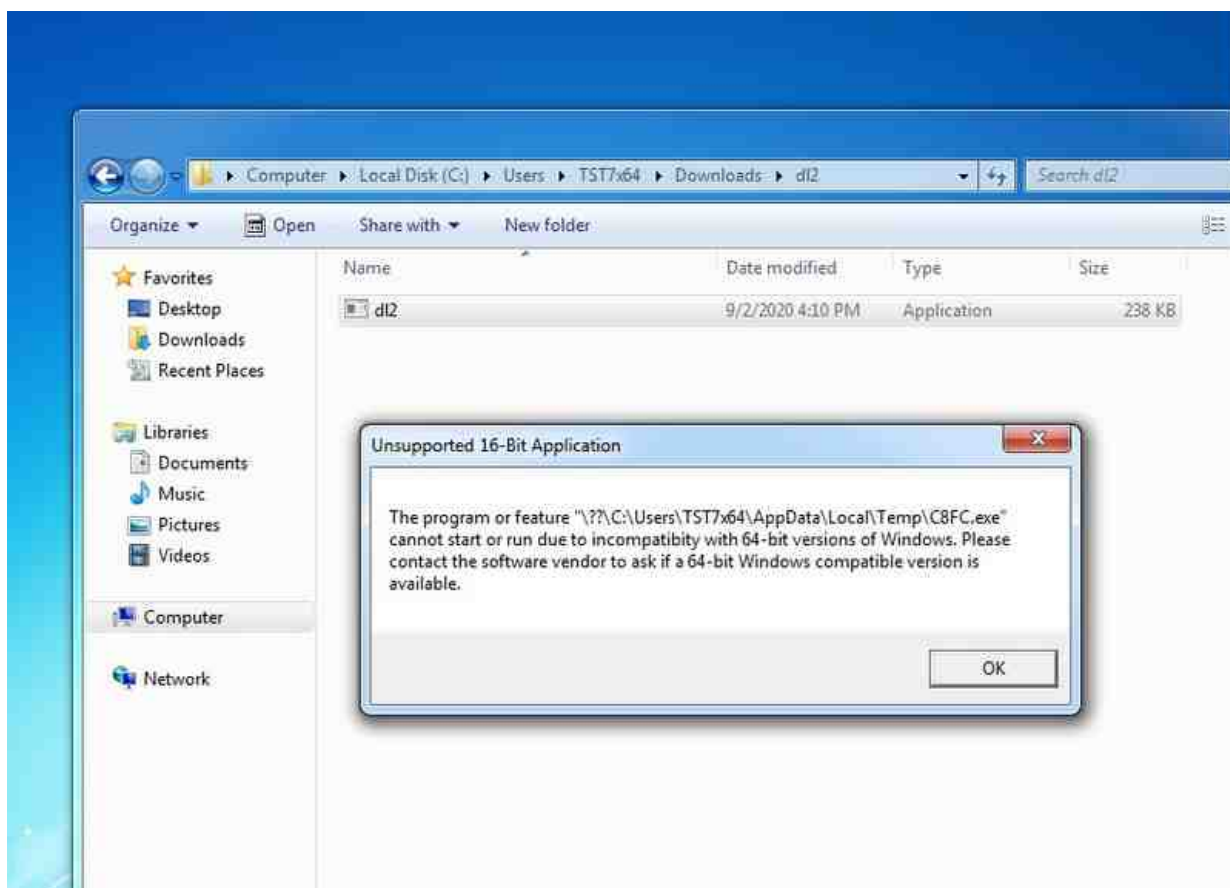 Computer ▸ Local Disk (C:) ▸ Users ▸ TST7x64 ▸ Downloads ▸ dl2
Search dl2
Organize Open Share with New folder
Name Date modified Type Size
dl2 9/2/2020 4:10 PM Application 238 KB
Favorites
Desktop
Downloads
Recent Places
Libraries
Documents
Music
Pictures
Videos
Computer
Network
Unsupported 16-Bit Application
The program or feature "\??\C:\Users\TST7x64\AppData\Local\Temp\C8FC.exe"
cannot start or run due to incompatibity with 64-bit versions of Windows. Please
contact the software vendor to ask if a 64-bit Windows compatible version is
available.
OK